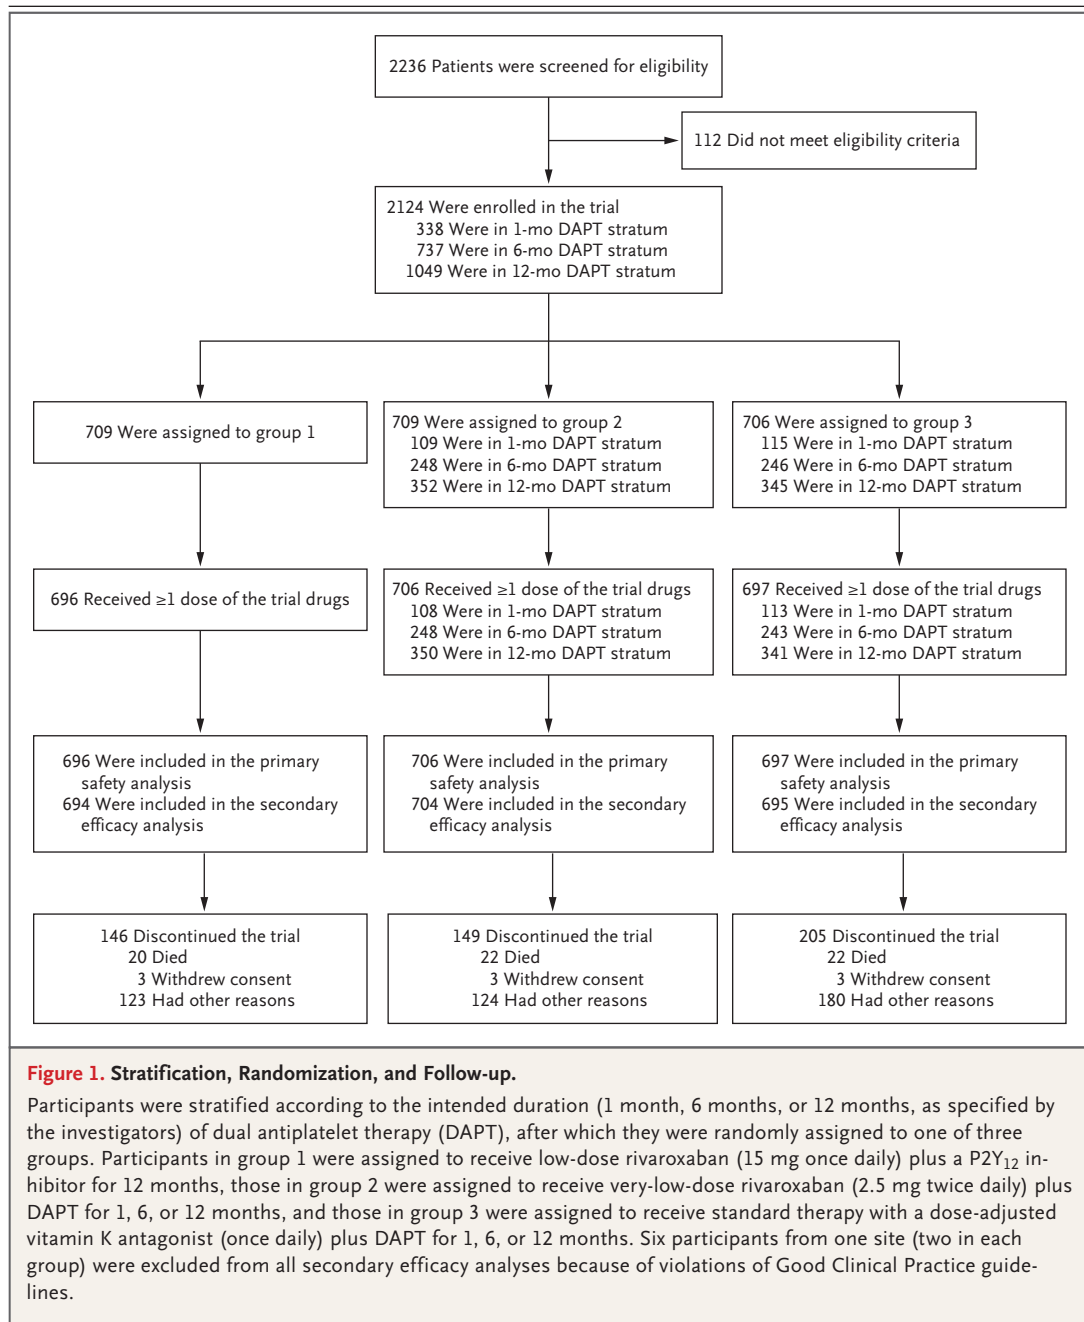 2236 Patients were screened for eligibility
112 Did not meet eligibility criteria
2124 Were enrolled in the trial
338 Were in 1-mo DAPT stratum
737 Were in 6-mo DAPT stratum
1049 Were in 12-mo DAPT stratum
709 Were assigned to group 1
709 Were assigned to group 2
109 Were in 1-mo DAPT stratum
248 Were in 6-mo DAPT stratum
352 Were in 12-mo DAPT stratum
706 Were assigned to group 3
115 Were in 1-mo DAPT stratum
246 Were in 6-mo DAPT stratum
345 Were in 12-mo DAPT stratum
696 Received ≥1 dose of the trial drugs
706 Received ≥1 dose of the trial drugs
108 Were in 1-mo DAPT stratum
248 Were in 6-mo DAPT stratum
350 Were in 12-mo DAPT stratum
697 Received ≥1 dose of the trial drugs
113 Were in 1-mo DAPT stratum
243 Were in 6-mo DAPT stratum
341 Were in 12-mo DAPT stratum
696 Were included in the primary
safety analysis
694 Were included in the secondary
efficacy analysis
706 Were included in the primary
safety analysis
704 Were included in the secondary
efficacy analysis
697 Were included in the primary
safety analysis
695 Were included in the secondary
efficacy analysis
146 Discontinued the trial
20 Died
3 Withdrew consent
123 Had other reasons
149 Discontinued the trial
22 Died
3 Withdrew consent
124 Had other reasons
205 Discontinued the trial
22 Died
3 Withdrew consent
180 Had other reasons
Figure 1. Stratification, Randomization, and Follow-up.
Participants were stratified according to the intended duration (1 month, 6 months, or 12 months, as specified by
the investigators) of dual antiplatelet therapy (DAPT), after which they were randomly assigned to one of three
groups. Participants in group 1 were assigned to receive low-dose rivaroxaban (15 mg once daily) plus a P2Y₁₂ in-
hibitor for 12 months, those in group 2 were assigned to receive very-low-dose rivaroxaban (2.5 mg twice daily) plus
DAPT for 1, 6, or 12 months, and those in group 3 were assigned to receive standard therapy with a dose-adjusted
vitamin K antagonist (once daily) plus DAPT for 1, 6, or 12 months. Six participants from one site (two in each
group) were excluded from all secondary efficacy analyses because of violations of Good Clinical Practice guide-
lines.